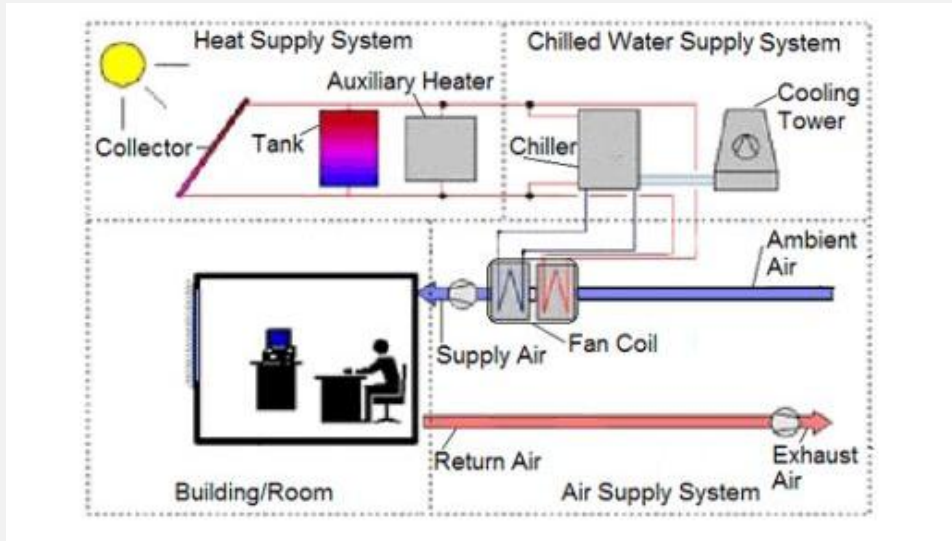 Heat Supply System
Chilled Water Supply System
Auxiliary Heater
Cooling
Tower
Collector
Tank
Chiller
Ambient
Air
Supply Air
Fan Coil
Return Air
Exhaust
Air
Building/Room
Air Supply System